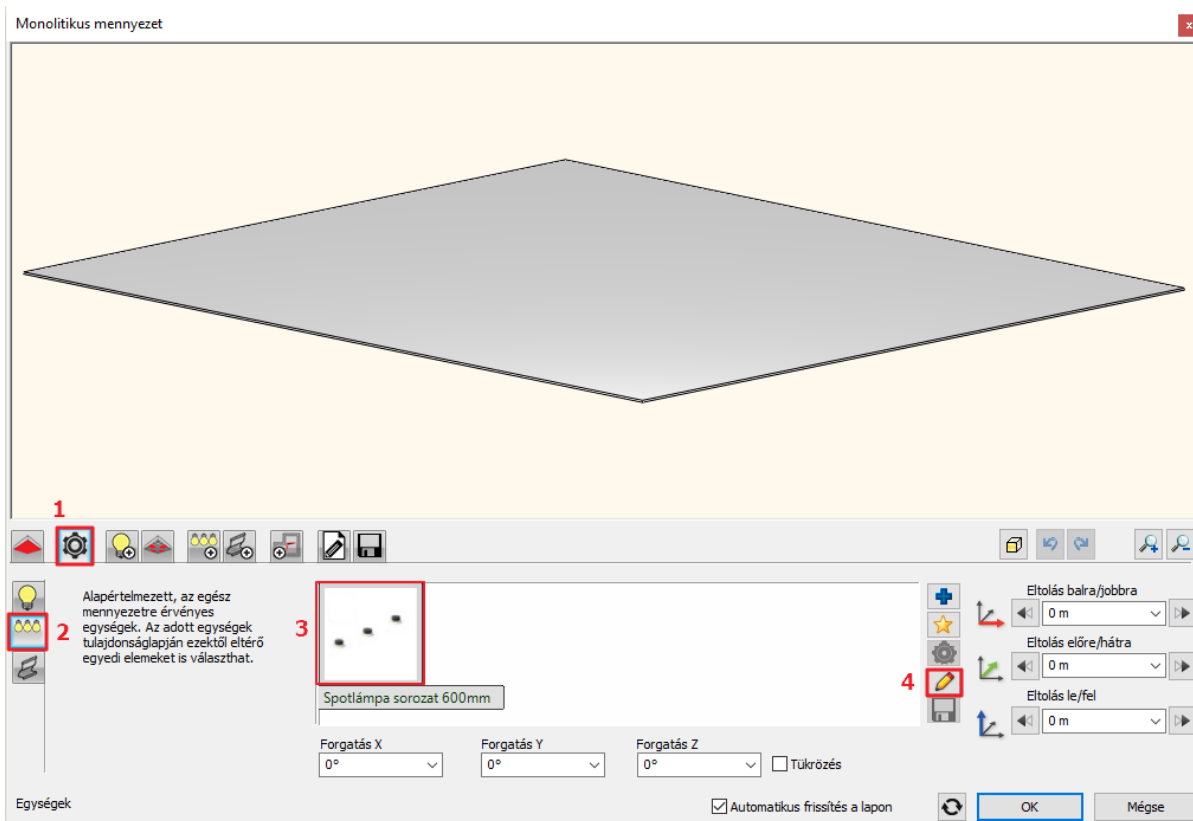 Monolitikus mennyezet
x
1
2
Alapértelmezett, az egész
mennyezetre érvényes
egységek. Az adott egységek
tulajdonságlapján ezektől eltérő
egyedi elemeket is választhat.
3
Spotlámpa sorozat 600mm
4
Eltolás balra/jobbra
0 m
Eltolás előre/hátra
0 m
Eltolás le/fel
0 m
Forgatás X
0°
Forgatás Y
0°
Forgatás Z
0°
Tükrözés
Egységek
Automatikus frissítés a lapon
OK
Mégse